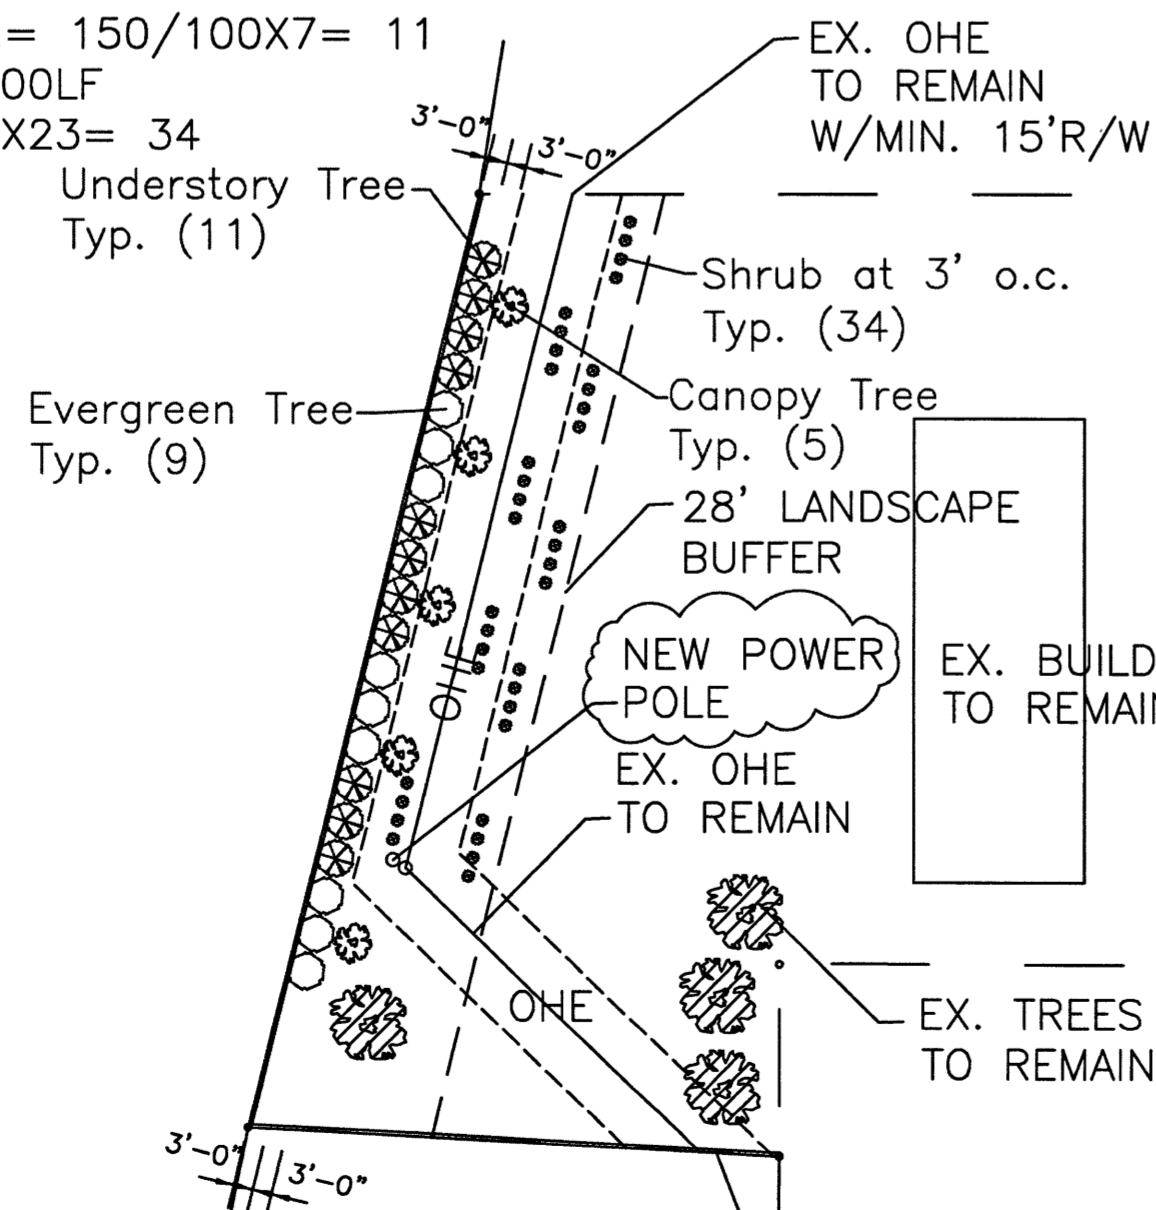 = 150/100X7= 11
00LF
X23= 34
EX. OHE
TO REMAIN
W/MIN. 15'R/W
3'-0"
3'-0"
Understory Tree
Typ. (11)
Shrub at 3' o.c.
Typ. (34)
Evergreen Tree
Typ. (9)
Canopy Tree
Typ. (5)
28' LANDSCAPE
BUFFER
NEW POWER
POLE
EX. BUILD
TO REMAIN
OHE
EX. OHE
TO REMAIN
OHE
EX. TREES
TO REMAIN
3'-0"
3'-0"